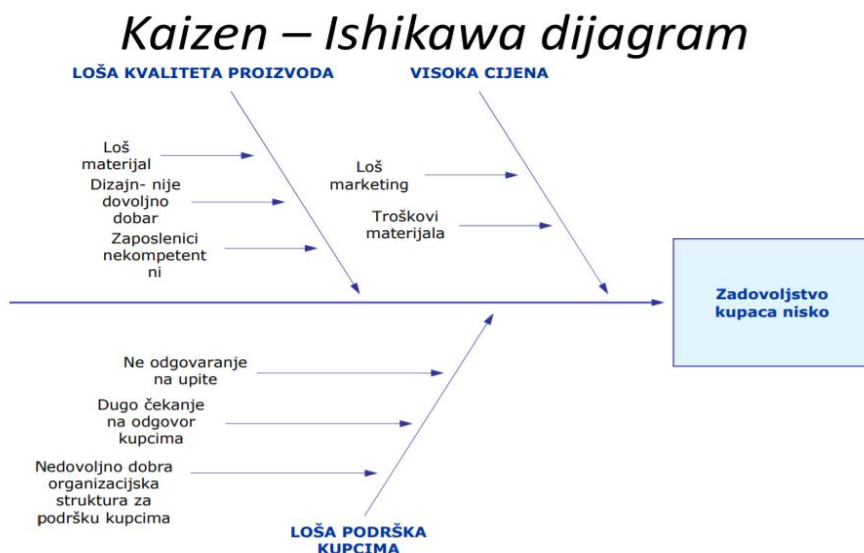 Kaizen – Ishikawa dijagram
LOŠA KVALITETA PROIZVODA
VISOKA CIJENA
Loš
materijal
Dizajn- nije
dovoljno
dobar
Zaposlenici
nekompetent
ni
Loš
marketing
Troškovi
materijala
Zadovoljstvo
kupaca nisko
Ne odgovaranje
na upite
Dugo čekanje
na odgovor
kupcima
Nedovoljno dobra
organizacijska
struktura za
podršku kupcima
LOŠA PODRŠKA
KUPCIMA